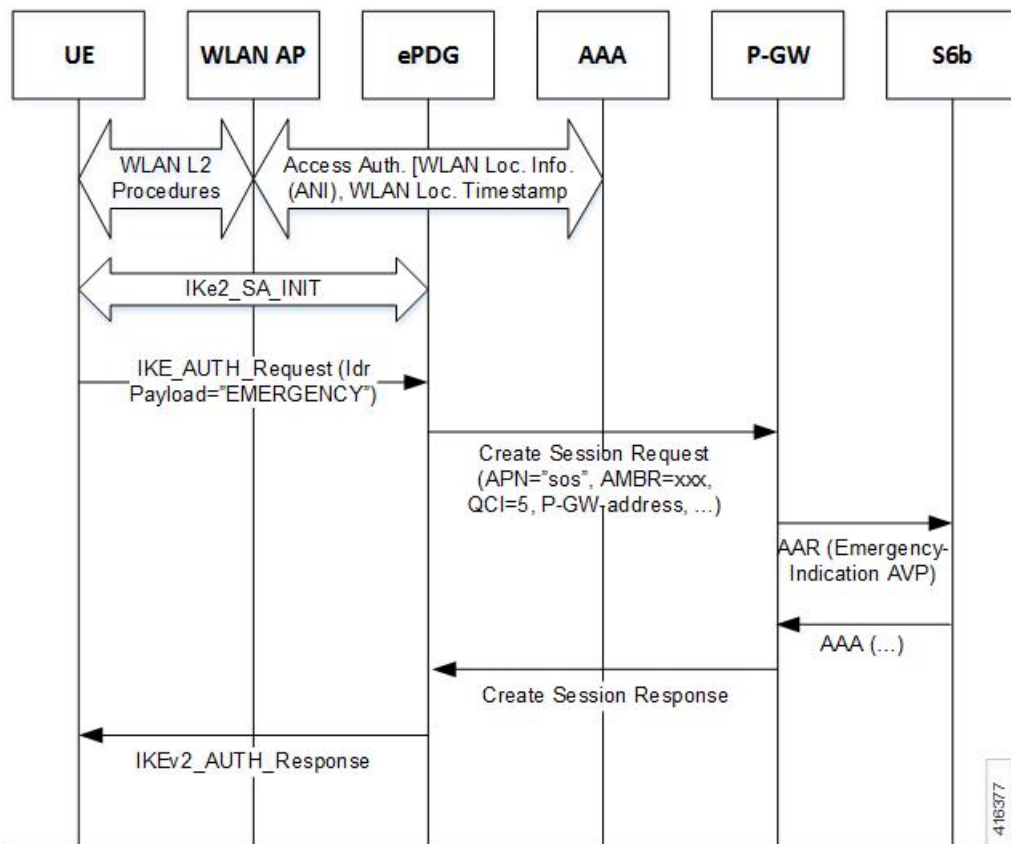 UE
WLAN AP
ePDG
AAA
P-GW
S6b
WLAN L2
Procedures
Access Auth. [WLAN Loc. Info.
(ANI), WLAN Loc. Timestamp
IKe2_SA_INIT
IKE_AUTH_Request (Idr
Payload=”EMERGENCY”)
Create Session Request
(APN=”sos”, AMBR=xxx,
QCI=5, P-GW-address, …)
AAR (Emergency-
Indication AVP)
AAA (…)
Create Session Response
IKEv2_AUTH_Response
416377